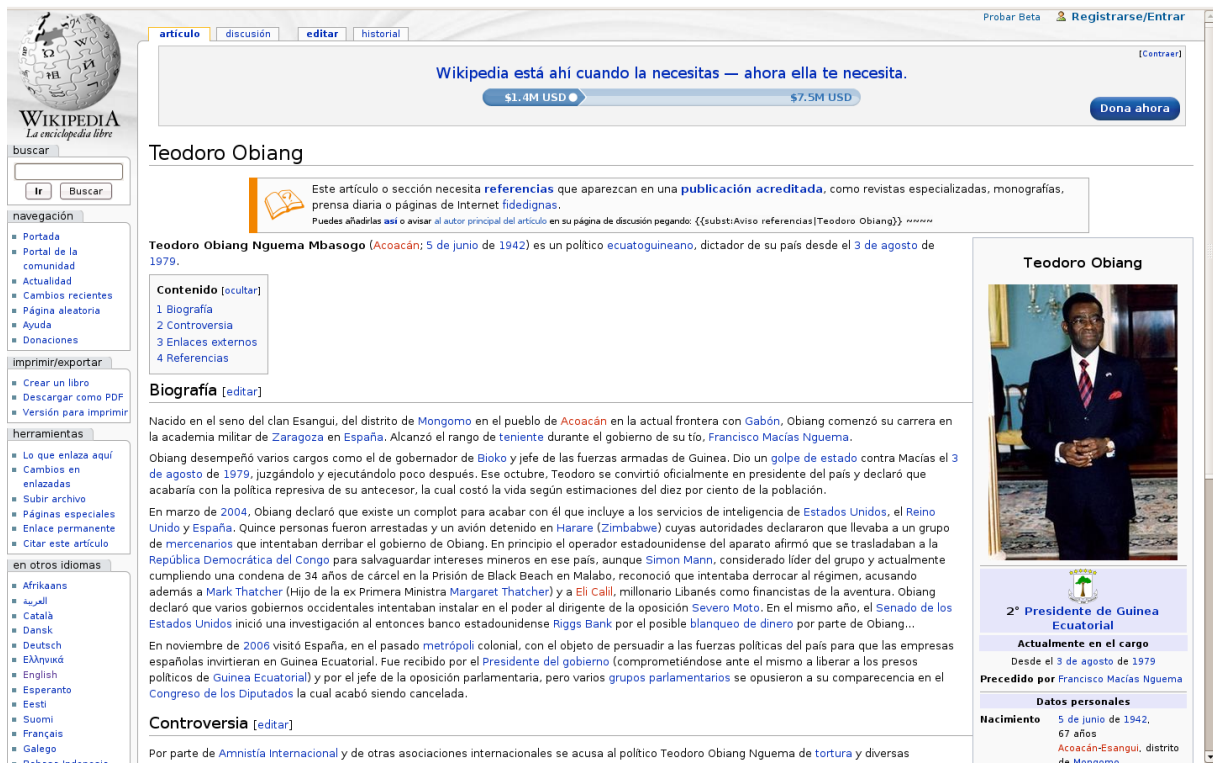 Probar Beta
Registrarse/Entrar
artículo
discusión
editar
historial
[Contraer]
Wikipedia está ahí cuando la necesitas — ahora ella te necesita.
$1.4M USD
$7.5M USD
Dona ahora
WIKIPEDIA
La enciclopedia libre
buscar
Ir
Buscar
navegación
Portada
Portal de la
comunidad
Actualidad
Cambios recientes
Página aleatoria
Ayuda
Donaciones
imprimir/exportar
Crear un libro
Descargar como PDF
Versión para imprimir
herramientas
Lo que enlaza aquí
Cambios en
enlazadas
Subir archivo
Páginas especiales
Enlace permanente
Citar este artículo
en otros idiomas
Afrikaans
العربية
Català
Dansk
Deutsch
Ελληνικά
English
Esperanto
Eesti
Suomi
Français
Galego
Bahasa Indonesia
Teodoro Obiang
Este artículo o sección necesita referencias que aparezcan en una publicación acreditada, como revistas especializadas, monografías,
prensa diaria o páginas de Internet fidedignas.
Puedes añadirlas así o avisar al autor principal del artículo en su página de discusión pegando: {{subst:Aviso referencias|Teodoro Obiang}} ~~~~
Teodoro Obiang Nguema Mbasogo (Acoacán; 5 de junio de 1942) es un político ecuatoguineano, dictador de su país desde el 3 de agosto de
1979.
Contenido [ocultar]
1 Biografía
2 Controversia
3 Enlaces externos
4 Referencias
Biografía [editar]
Nacido en el seno del clan Esangui, del distrito de Mongomo en el pueblo de Acoacán en la actual frontera con Gabón, Obiang comenzó su carrera en
la academia militar de Zaragoza en España. Alcanzó el rango de teniente durante el gobierno de su tío, Francisco Macías Nguema.
Obiang desempeñó varios cargos como el de gobernador de Bioko y jefe de las fuerzas armadas de Guinea. Dio un golpe de estado contra Macías el 3
de agosto de 1979, juzgándolo y ejecutándolo poco después. Ese octubre, Teodoro se convirtió oficialmente en presidente del país y declaró que
acabaría con la política represiva de su antecesor, la cual costó la vida según estimaciones del diez por ciento de la población.
En marzo de 2004, Obiang declaró que existe un complot para acabar con él que incluye a los servicios de inteligencia de Estados Unidos, el Reino
Unido y España. Quince personas fueron arrestadas y un avión detenido en Harare (Zimbabwe) cuyas autoridades declararon que llevaba a un grupo
de mercenarios que intentaban derribar el gobierno de Obiang. En principio el operador estadounidense del aparato afirmó que se trasladaban a la
República Democrática del Congo para salvaguardar intereses mineros en ese país, aunque Simon Mann, considerado líder del grupo y actualmente
cumpliendo una condena de 34 años de cárcel en la Prisión de Black Beach en Malabo, reconoció que intentaba derrocar al régimen, acusando
además a Mark Thatcher (Hijo de la ex Primera Ministra Margaret Thatcher) y a Eli Calil, millonario Libanés como financistas de la aventura. Obiang
declaró que varios gobiernos occidentales intentaban instalar en el poder al dirigente de la oposición Severo Moto. En el mismo año, el Senado de los
Estados Unidos inició una investigación al entonces banco estadounidense Riggs Bank por el posible blanqueo de dinero por parte de Obiang...
En noviembre de 2006 visitó España, en el pasado metrópoli colonial, con el objeto de persuadir a las fuerzas políticas del país para que las empresas
españolas invirtieran en Guinea Ecuatorial. Fue recibido por el Presidente del gobierno (comprometiéndose ante el mismo a liberar a los presos
políticos de Guinea Ecuatorial) y por el jefe de la oposición parlamentaria, pero varios grupos parlamentarios se opusieron a su comparecencia en el
Congreso de los Diputados la cual acabó siendo cancelada.
Controversia [editar]
Por parte de Amnistía Internacional y de otras asociaciones internacionales se acusa al político Teodoro Obiang Nguema de tortura y diversas
Teodoro Obiang
2° Presidente de Guinea
Ecuatorial
Actualmente en el cargo
Desde el 3 de agosto de 1979
Precedido por Francisco Macías Nguema
Datos personales
Nacimiento 5 de junio de 1942,
67 años
Acoacán-Esangui, distrito
de Mongomo